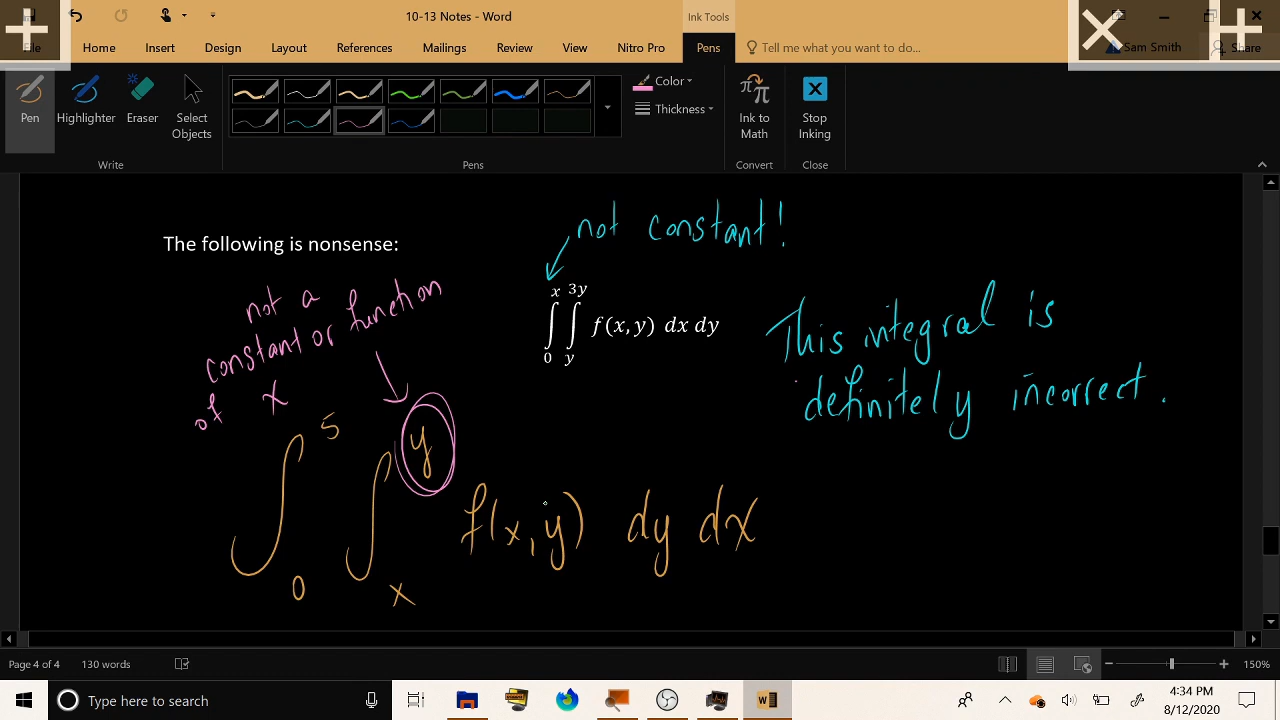 10-13 Notes - Word
Ink Tools
File Home Insert Design Layout References Mailings Review View Nitro Pro Pens Tell me what you want to do... Sam Smith Share
Pen Highlighter Eraser Select Objects
Color
Thickness
Ink to Math
Stop Inking
Write Pens Convert Close
not constant!
The following is nonsense:
∫₀ˣ ∫ᵧ³ʸ f(x, y) dx dy
not a
constant or function
of x
This integral is
definitely incorrect.
∫₀⁵ ∫ₓʸ f(x,y) dy dx
Page 4 of 4 130 words 150%
Type here to search
4:34 PM
8/12/2020